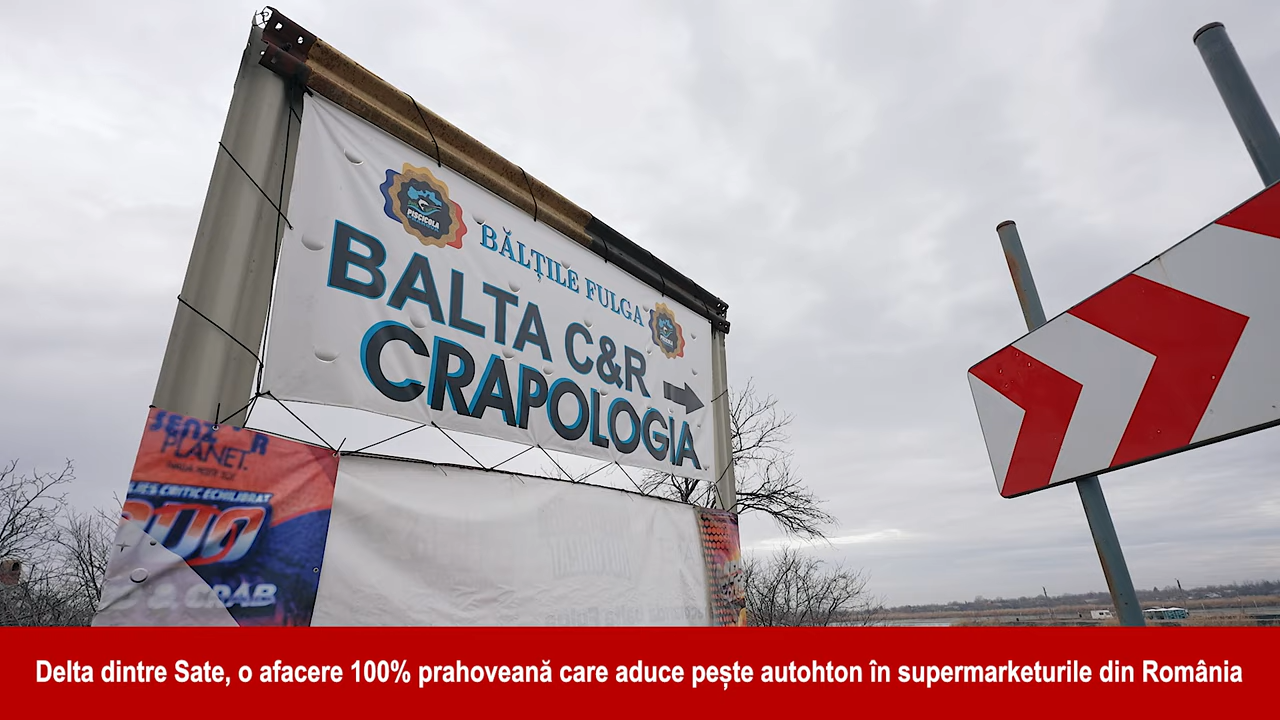 PISCICOLA
BĂLȚILE FULGA
BALTA C&R
CRAPOLOGIA
PLANET
Delta dintre Sate, o afacere 100% prahoveană care aduce pește autohton în supermarketurile din România